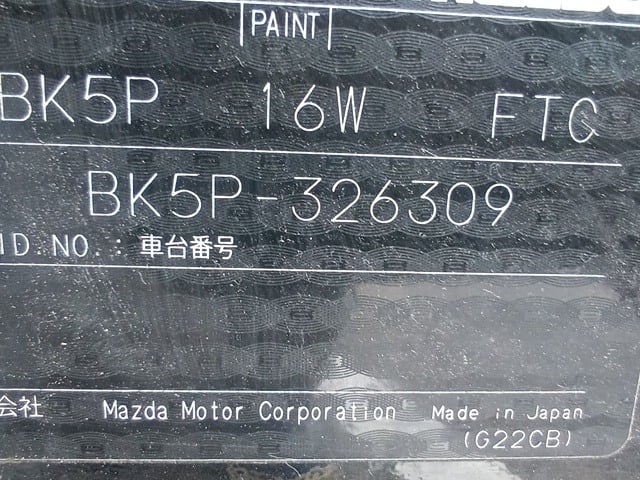 PAINT
BK5P 16W FTC
BK5P-326309
ID.NO.: 車台番号
会社 Mazda Motor Corporation Made in Japan
(G22CB)